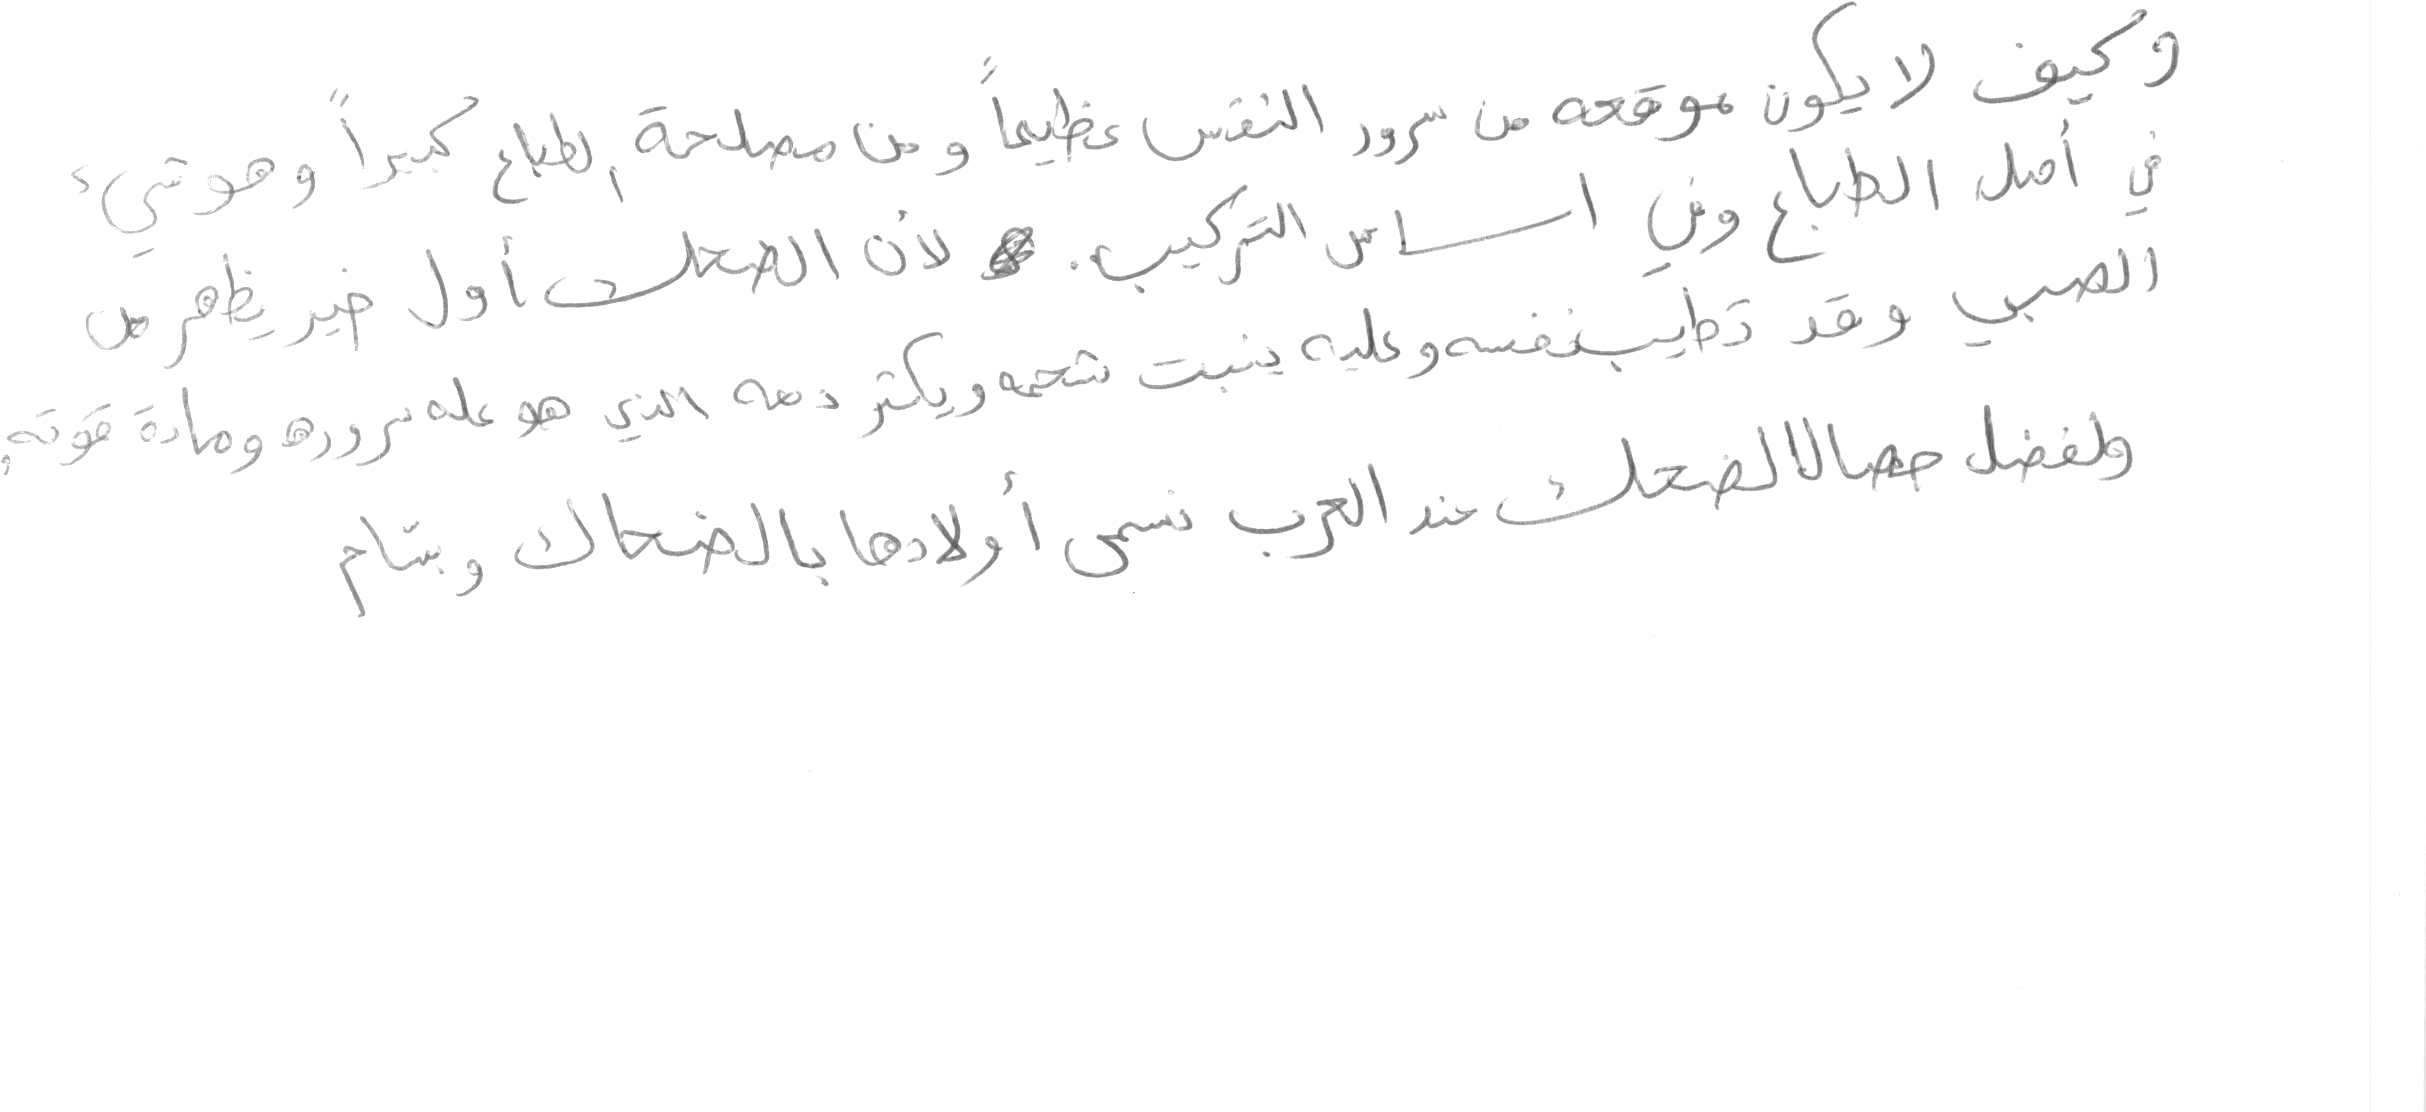 وكيف لا يكون موقعه من سرور النفس عظيماً ومن مصلحة الطباع كبيراً وهو شيء
في أصل الطباع وفي اساس التركيب. لأن الضحك أول خير يظهر من
الصبي وقد تطيب نفسه وعليه ينبت شحمه ويكثر دمه الذي هو علة سروره ومادة قوته،
ولفضل خصال الضحك عند العرب تسمى أولادها بالضحاك وبسّام